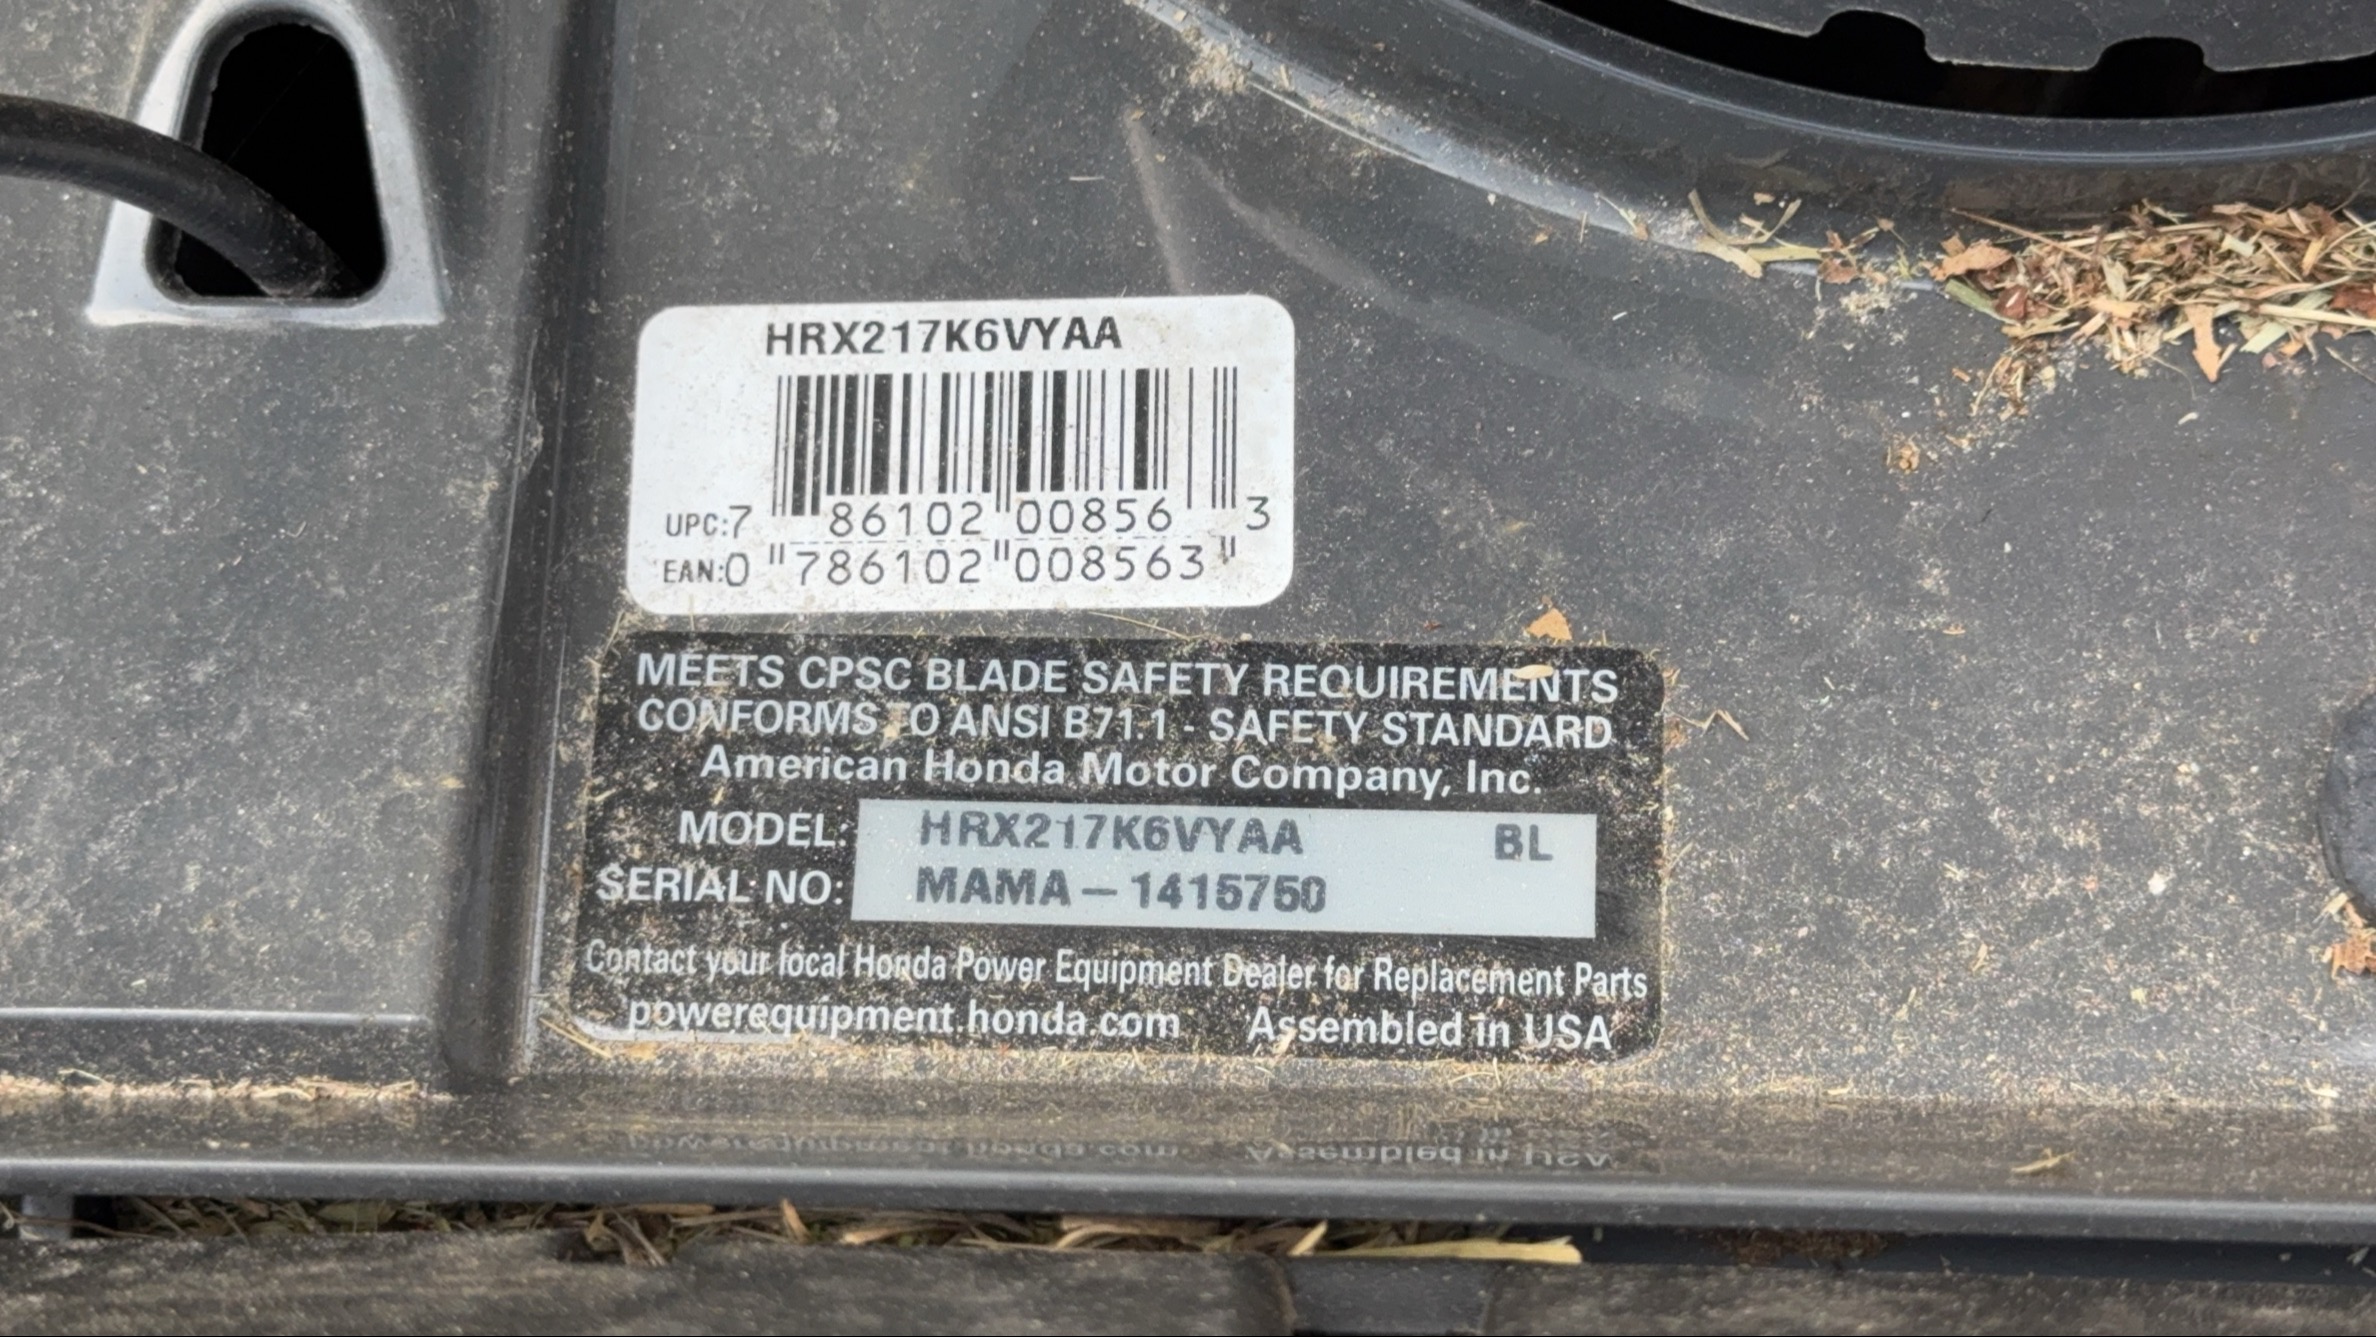 HRX217K6VYAA
UPC:7 86102 00856 3
EAN:0 "786102"008563"
MEETS CPSC BLADE SAFETY REQUIREMENTS
CONFORMS TO ANSI B71.1 - SAFETY STANDARD
American Honda Motor Company, Inc.
MODEL: HRX217K6VYAA BL
SERIAL NO: MAMA-1415750
Contact your local Honda Power Equipment Dealer for Replacement Parts
powerequipment.honda.com Assembled in USA